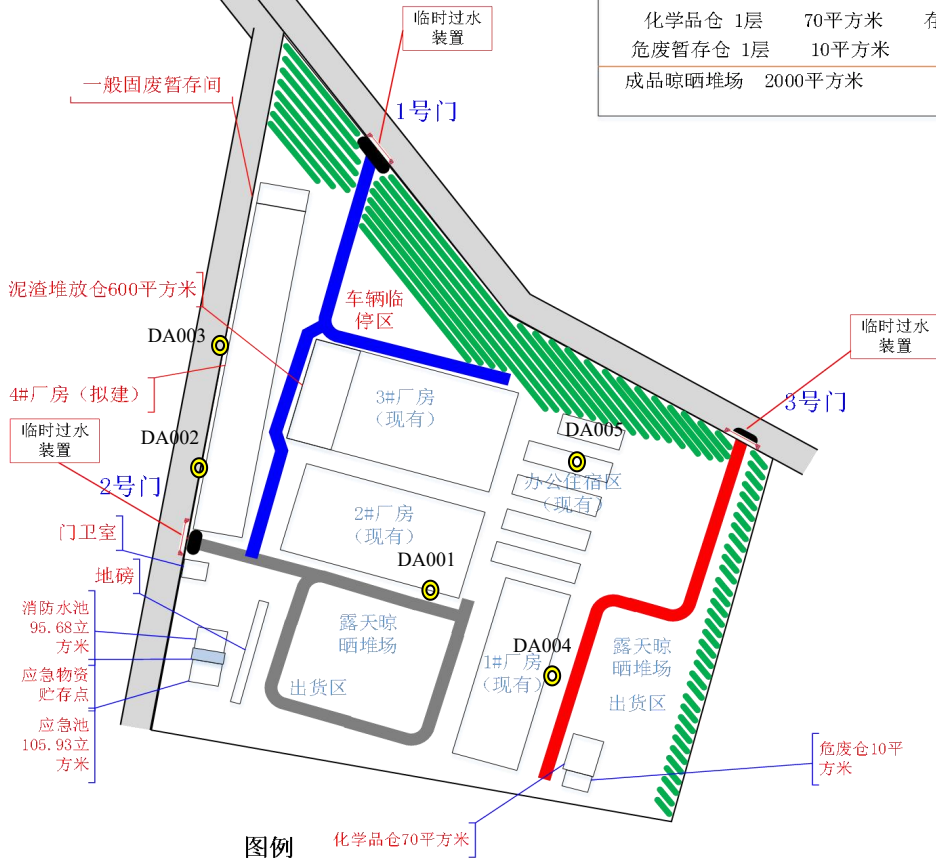 临时过水
装置
化学品仓 1层 70平方米 存
危废暂存仓 1层 10平方米
成品晾晒堆场 2000平方米
一般固废暂存间
1号门
泥渣堆放仓600平方米
车辆临
停区
DA003
临时过水
装置
4#厂房（拟建）
3#厂房
（现有）
3号门
临时过水
装置
DA002
DA005
2号门
办公住宿区
（现有）
2#厂房
（现有）
门卫室
地磅
DA001
消防水池
95.68立
方米
露天晾
晒堆场
DA004
1#厂房
（现有）
露天晾
晒堆场
应急物资
贮存点
出货区
出货区
应急池
105.93立
方米
危废仓10平
方米
图例
化学品仓70平方米